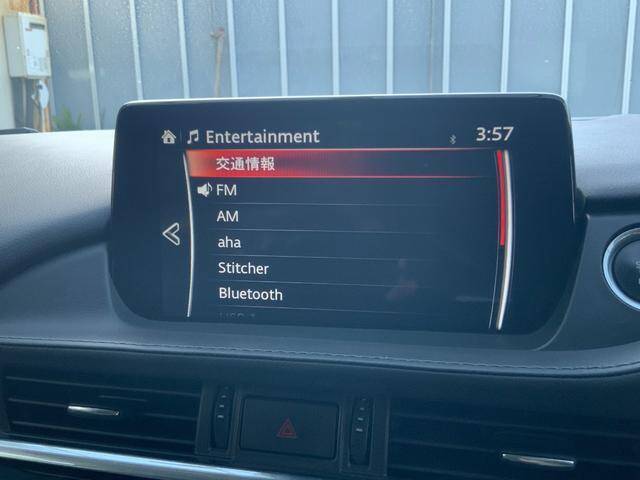 Entertainment 3:57
交通情報
FM
AM
aha
Stitcher
Bluetooth